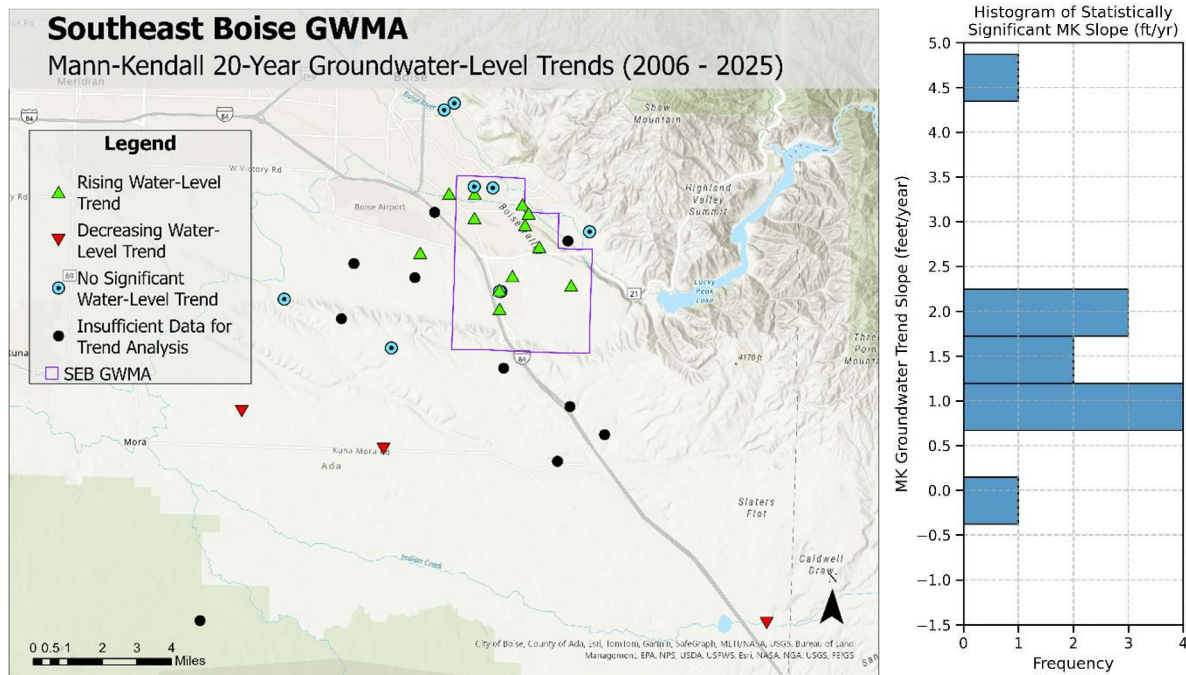 Southeast Boise GWMA
Mann-Kendall 20-Year Groundwater-Level Trends (2006 - 2025)
Meridian
Boise
Boise River
84
84
Legend
Rising Water-Level
Trend
Decreasing Water-
Level Trend
69
No Significant
Water-Level Trend
Insufficient Data for
Trend Analysis
SEB GWMA
W Victory Rd
Boise Airport
Shaw
Mountain
Highland
Valley
Summit
Lucky
Peak
Lake
21
84
4170 ft
Kuna
Mora
Kuna Mora Rd
Ada
Slaters
Flat
Caldwell
Draw
Indian Creek
N
0 0.5 1 2 3 4
Miles
City of Boise, County of Ada, Esri, TomTom, Garmin, SafeGraph, METI/NASA, USGS, Bureau of Land
Management, EPA, NPS, USDA, USFWS, Esri, NASA, NGA, USGS, FEMA
Histogram of Statistically
Significant MK Slope (ft/yr)
MK Groundwater Trend Slope (feet/year)
5.0
4.5
4.0
3.5
3.0
2.5
2.0
1.5
1.0
0.5
0.0
−0.5
−1.0
−1.5
0 1 2 3 4
Frequency